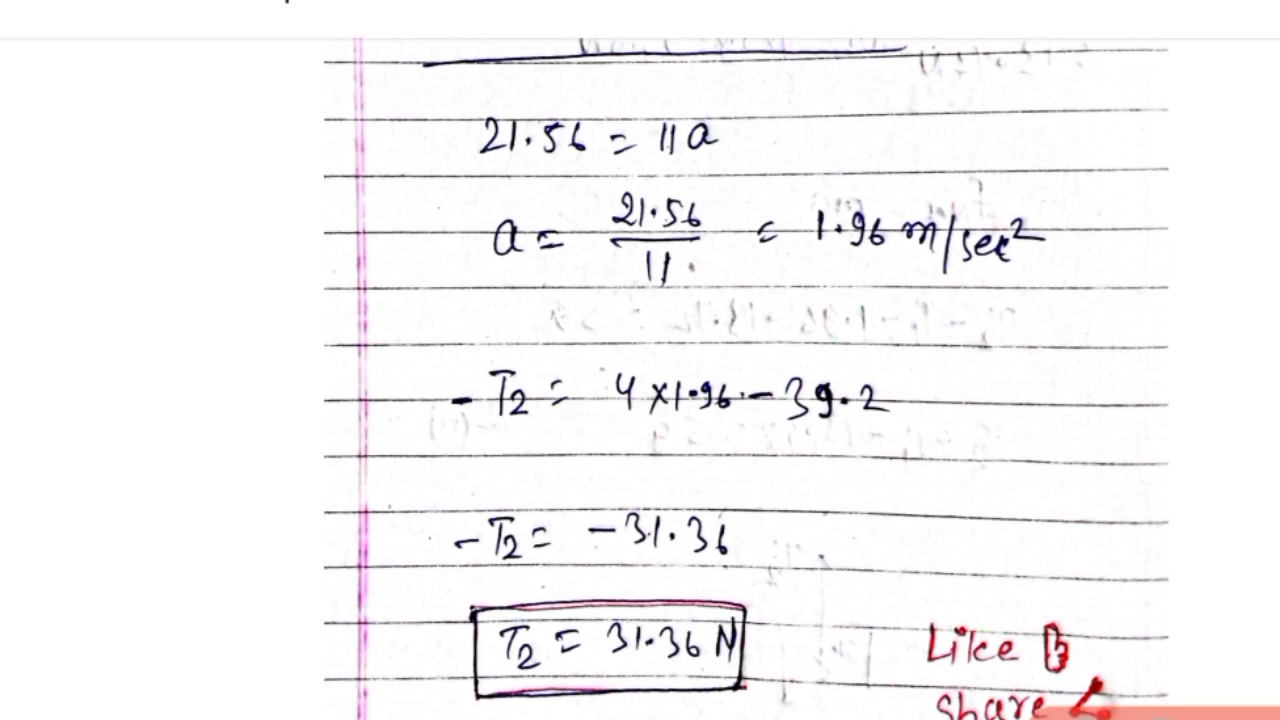 21.56 = 11a
a = 21.56/11 = 1.96 m/sec²
- T₂ = 4×1.96 - 39.2
- T₂ = - 31.36
T₂ = 31.36 N
Like
Share